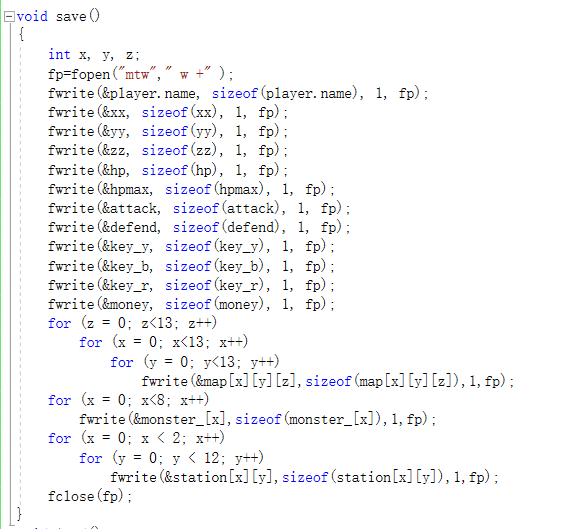 void save()
{
int x, y, z;
fp=fopen("mtw"," w +" );
fwrite(&player.name, sizeof(player.name), 1, fp);
fwrite(&xx, sizeof(xx), 1, fp);
fwrite(&yy, sizeof(yy), 1, fp);
fwrite(&zz, sizeof(zz), 1, fp);
fwrite(&hp, sizeof(hp), 1, fp);
fwrite(&hpmax, sizeof(hpmax), 1, fp);
fwrite(&attack, sizeof(attack), 1, fp);
fwrite(&defend, sizeof(defend), 1, fp);
fwrite(&key_y, sizeof(key_y), 1, fp);
fwrite(&key_b, sizeof(key_b), 1, fp);
fwrite(&key_r, sizeof(key_r), 1, fp);
fwrite(&money, sizeof(money), 1, fp);
for (z = 0; z<13; z++)
for (x = 0; x<13; x++)
for (y = 0; y<13; y++)
fwrite(&map[x][y][z],sizeof(map[x][y][z]),1,fp);
for (x = 0; x<8; x++)
fwrite(&monster_[x],sizeof(monster_[x]),1,fp);
for (x = 0; x < 2; x++)
for (y = 0; y < 12; y++)
fwrite(&station[x][y],sizeof(station[x][y]),1,fp);
fclose(fp);
}